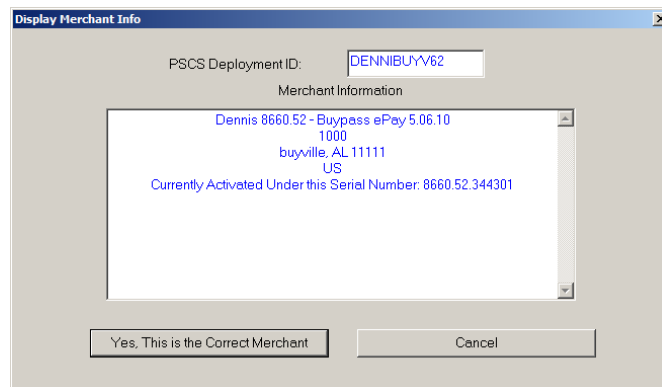 Display Merchant Info
PSCS Deployment ID: DENNIBUYV62
Merchant Information
Dennis 8660.52 - Buypass ePay 5.06.10
1000
buyville, AL 11111
US
Currently Activated Under this Serial Number: 8660.52.344301
Yes, This is the Correct Merchant Cancel